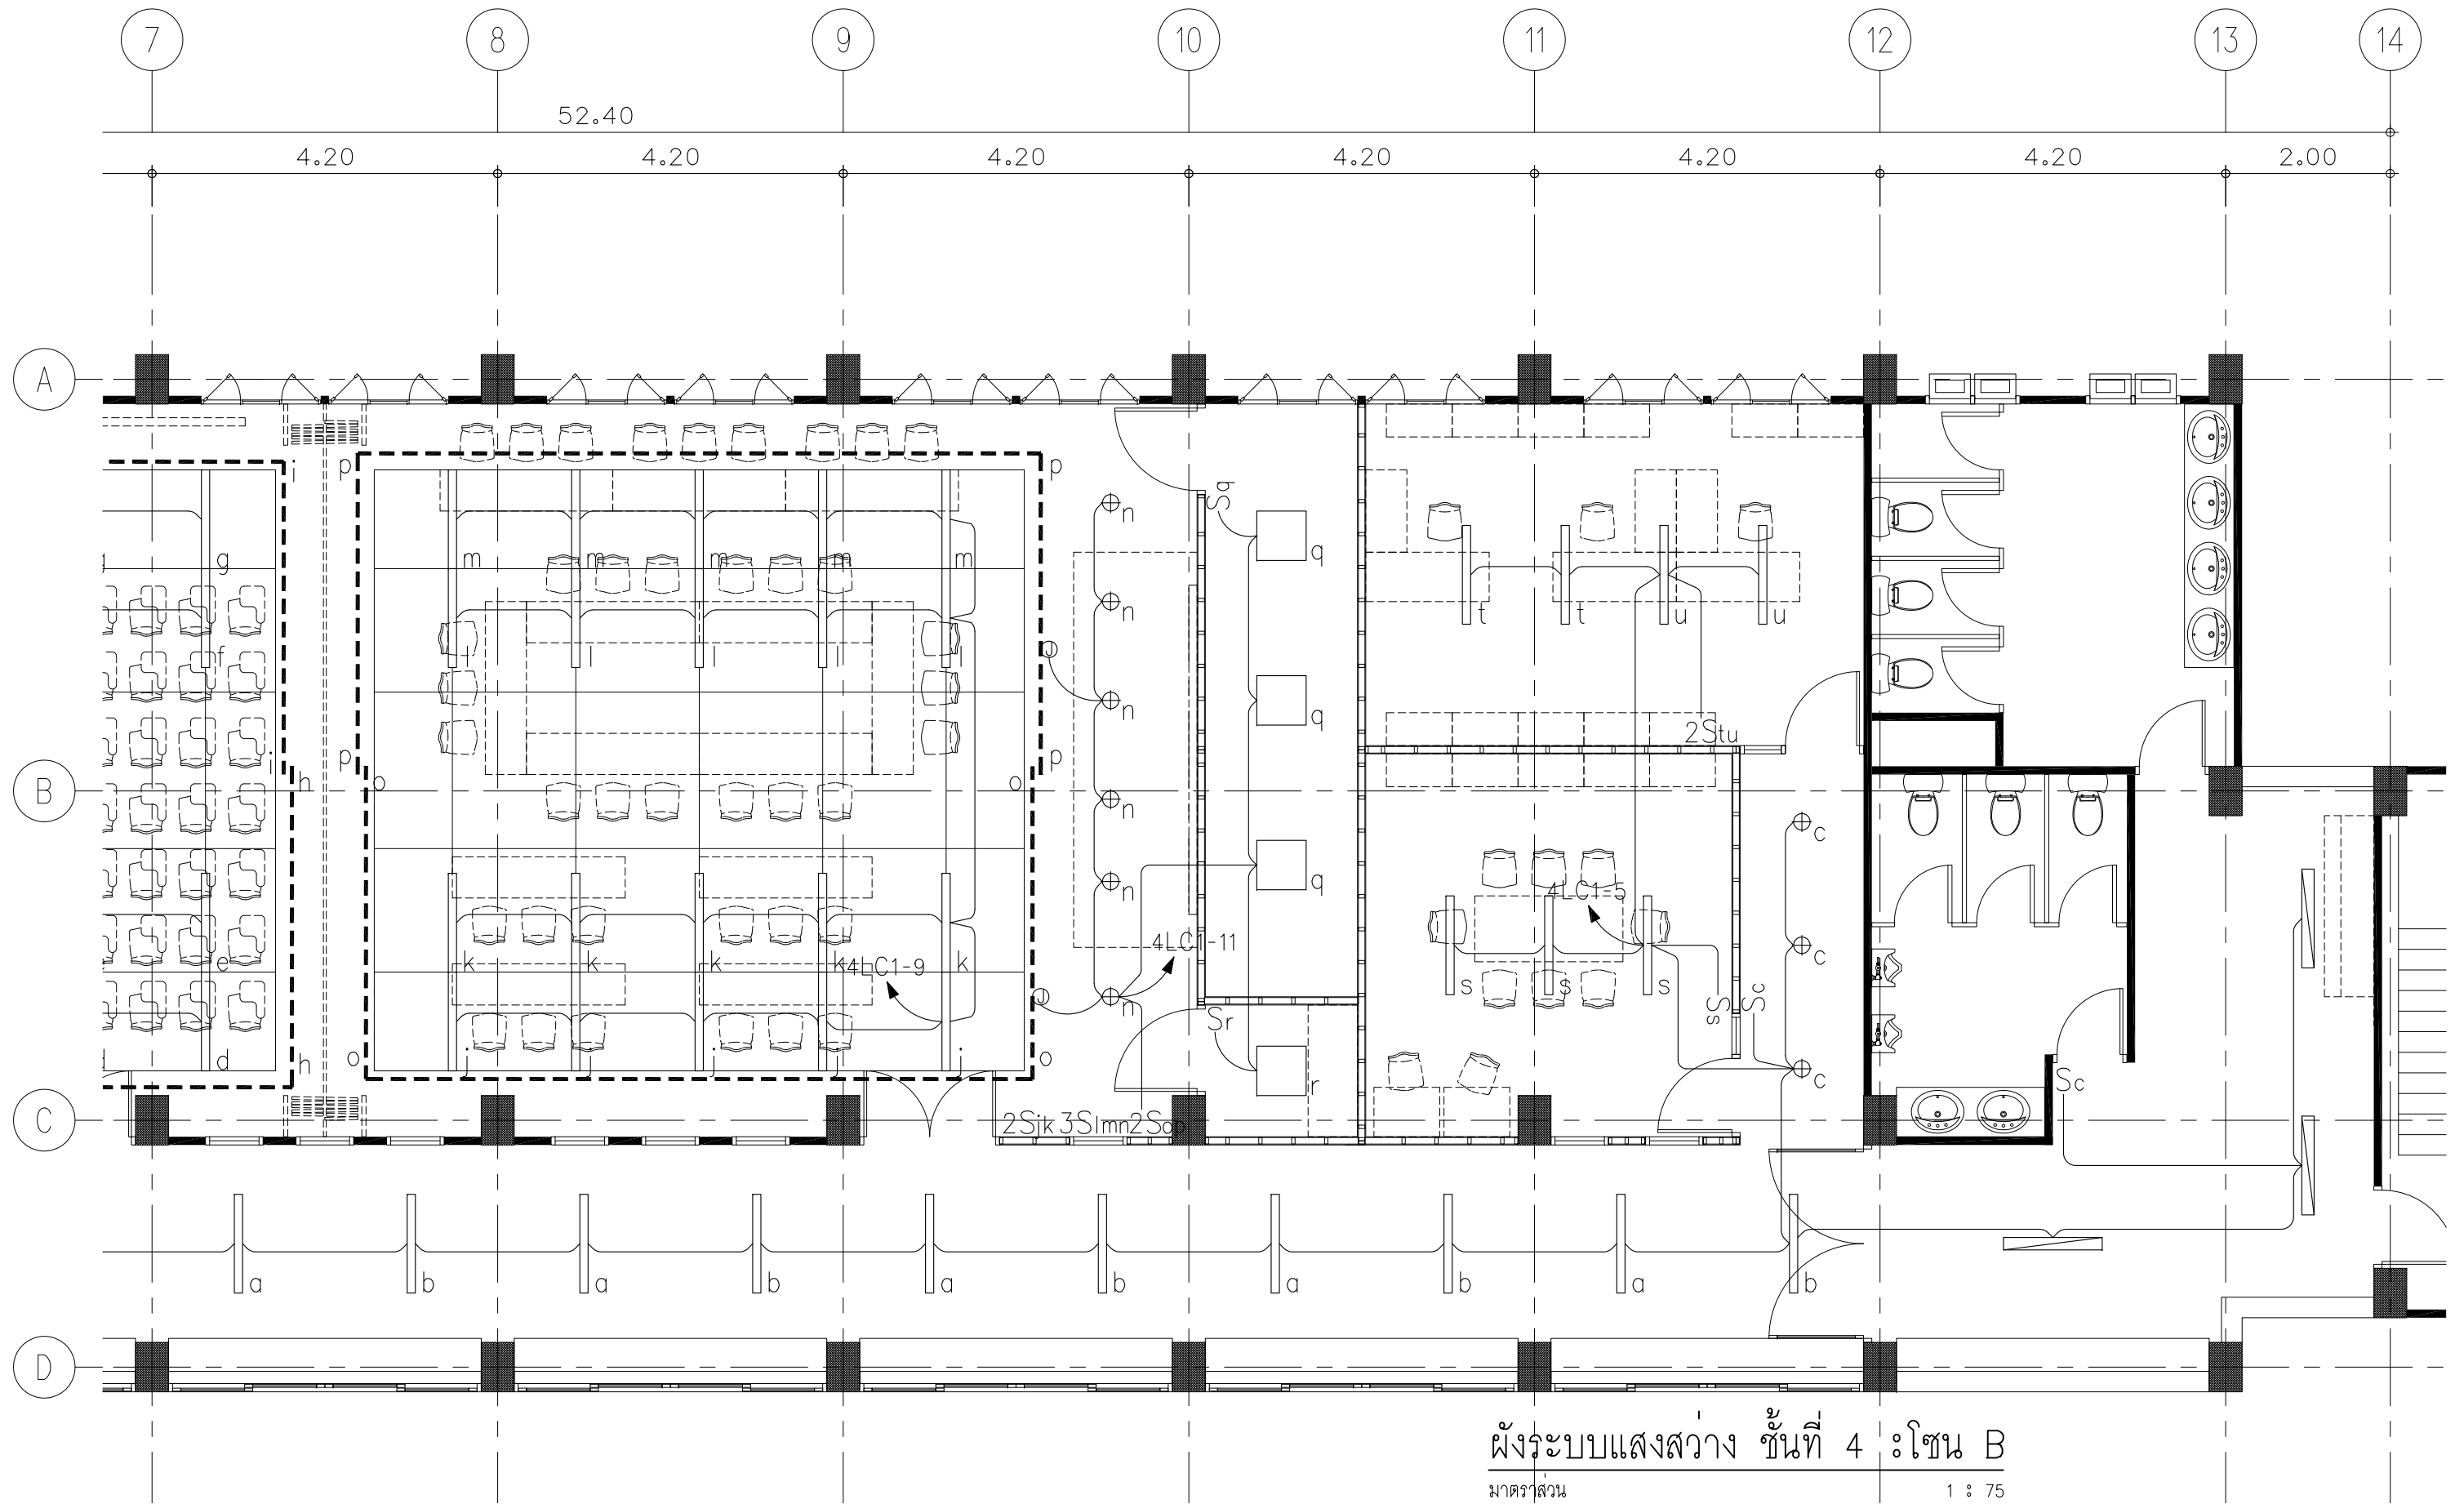 7 8 9 10 11 12 13 14
52.40
4.20 4.20 4.20 4.20 4.20 4.20 2.00
A
i p p
Sq
n
g m m m m m q
n t t u u
f l l l l l J
n q
2Stu
i p p
h o o
B
n
c
n q 4LC1-5
4LC1-11 c
e k k k k 4LC1-9 k
J s s s
n Sr Ss Sc
d h o j j j j j o r c Sc
C
2Sjk3Slmn2Sop
a b a b a b a b a b
D
ผังระบบแสงสว่าง ชั้นที่ 4 :โซน B
มาตราส่วน 1 : 75